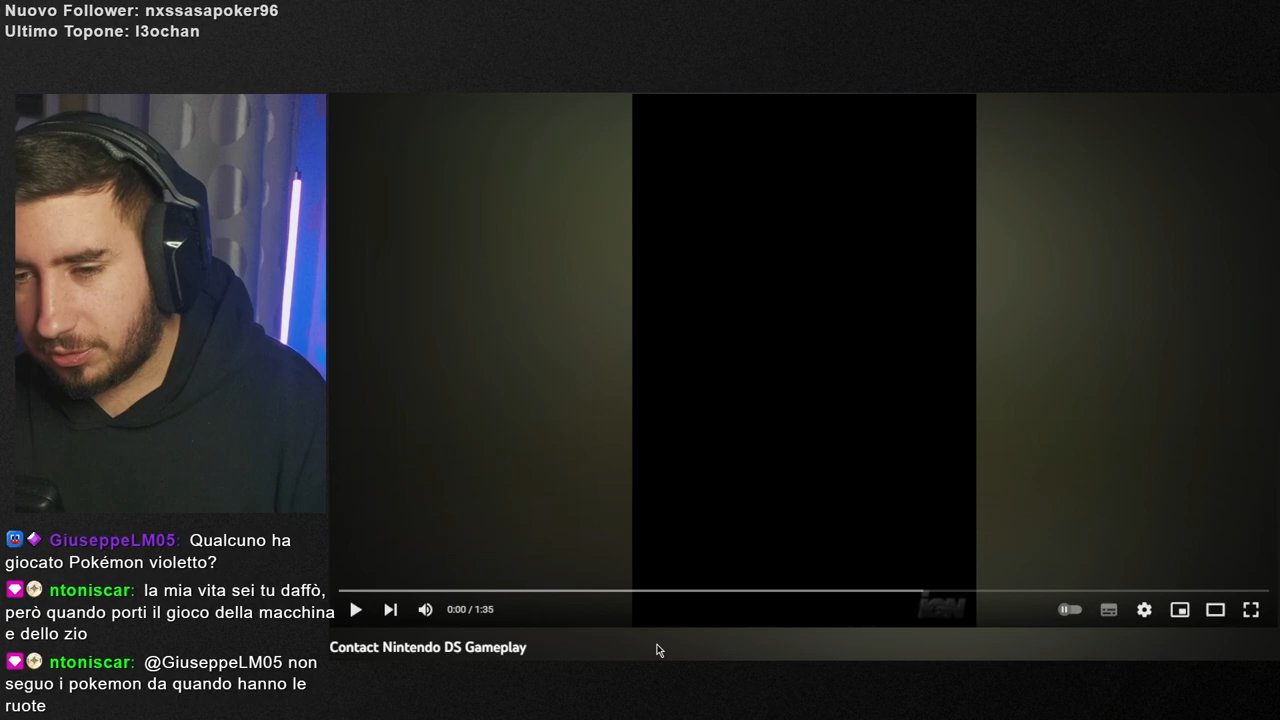 Nuovo Follower: nxssasapoker96
Ultimo Topone: l3ochan
GiuseppeLM05: Qualcuno ha
giocato Pokémon violetto?
ntoniscar: la mia vita sei tu daffò,
però quando porti il gioco della macchina
e dello zio
ntoniscar: @GiuseppeLM05 non
seguo i pokemon da quando hanno le
ruote
IGN
0:00 / 1:35
Contact Nintendo DS Gameplay